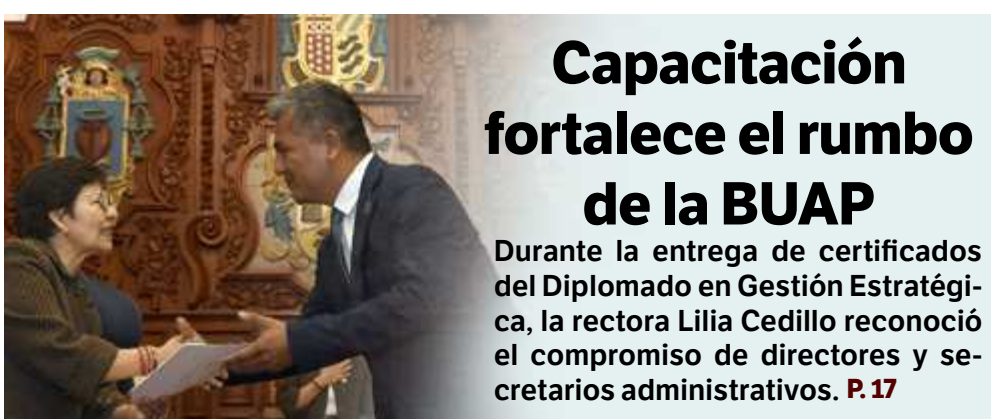 Capacitación
fortalece el rumbo
de la BUAP
Durante la entrega de certificados
del Diplomado en Gestión Estratégi-
ca, la rectora Lilia Cedillo reconoció
el compromiso de directores y se-
cretarios administrativos. P. 17